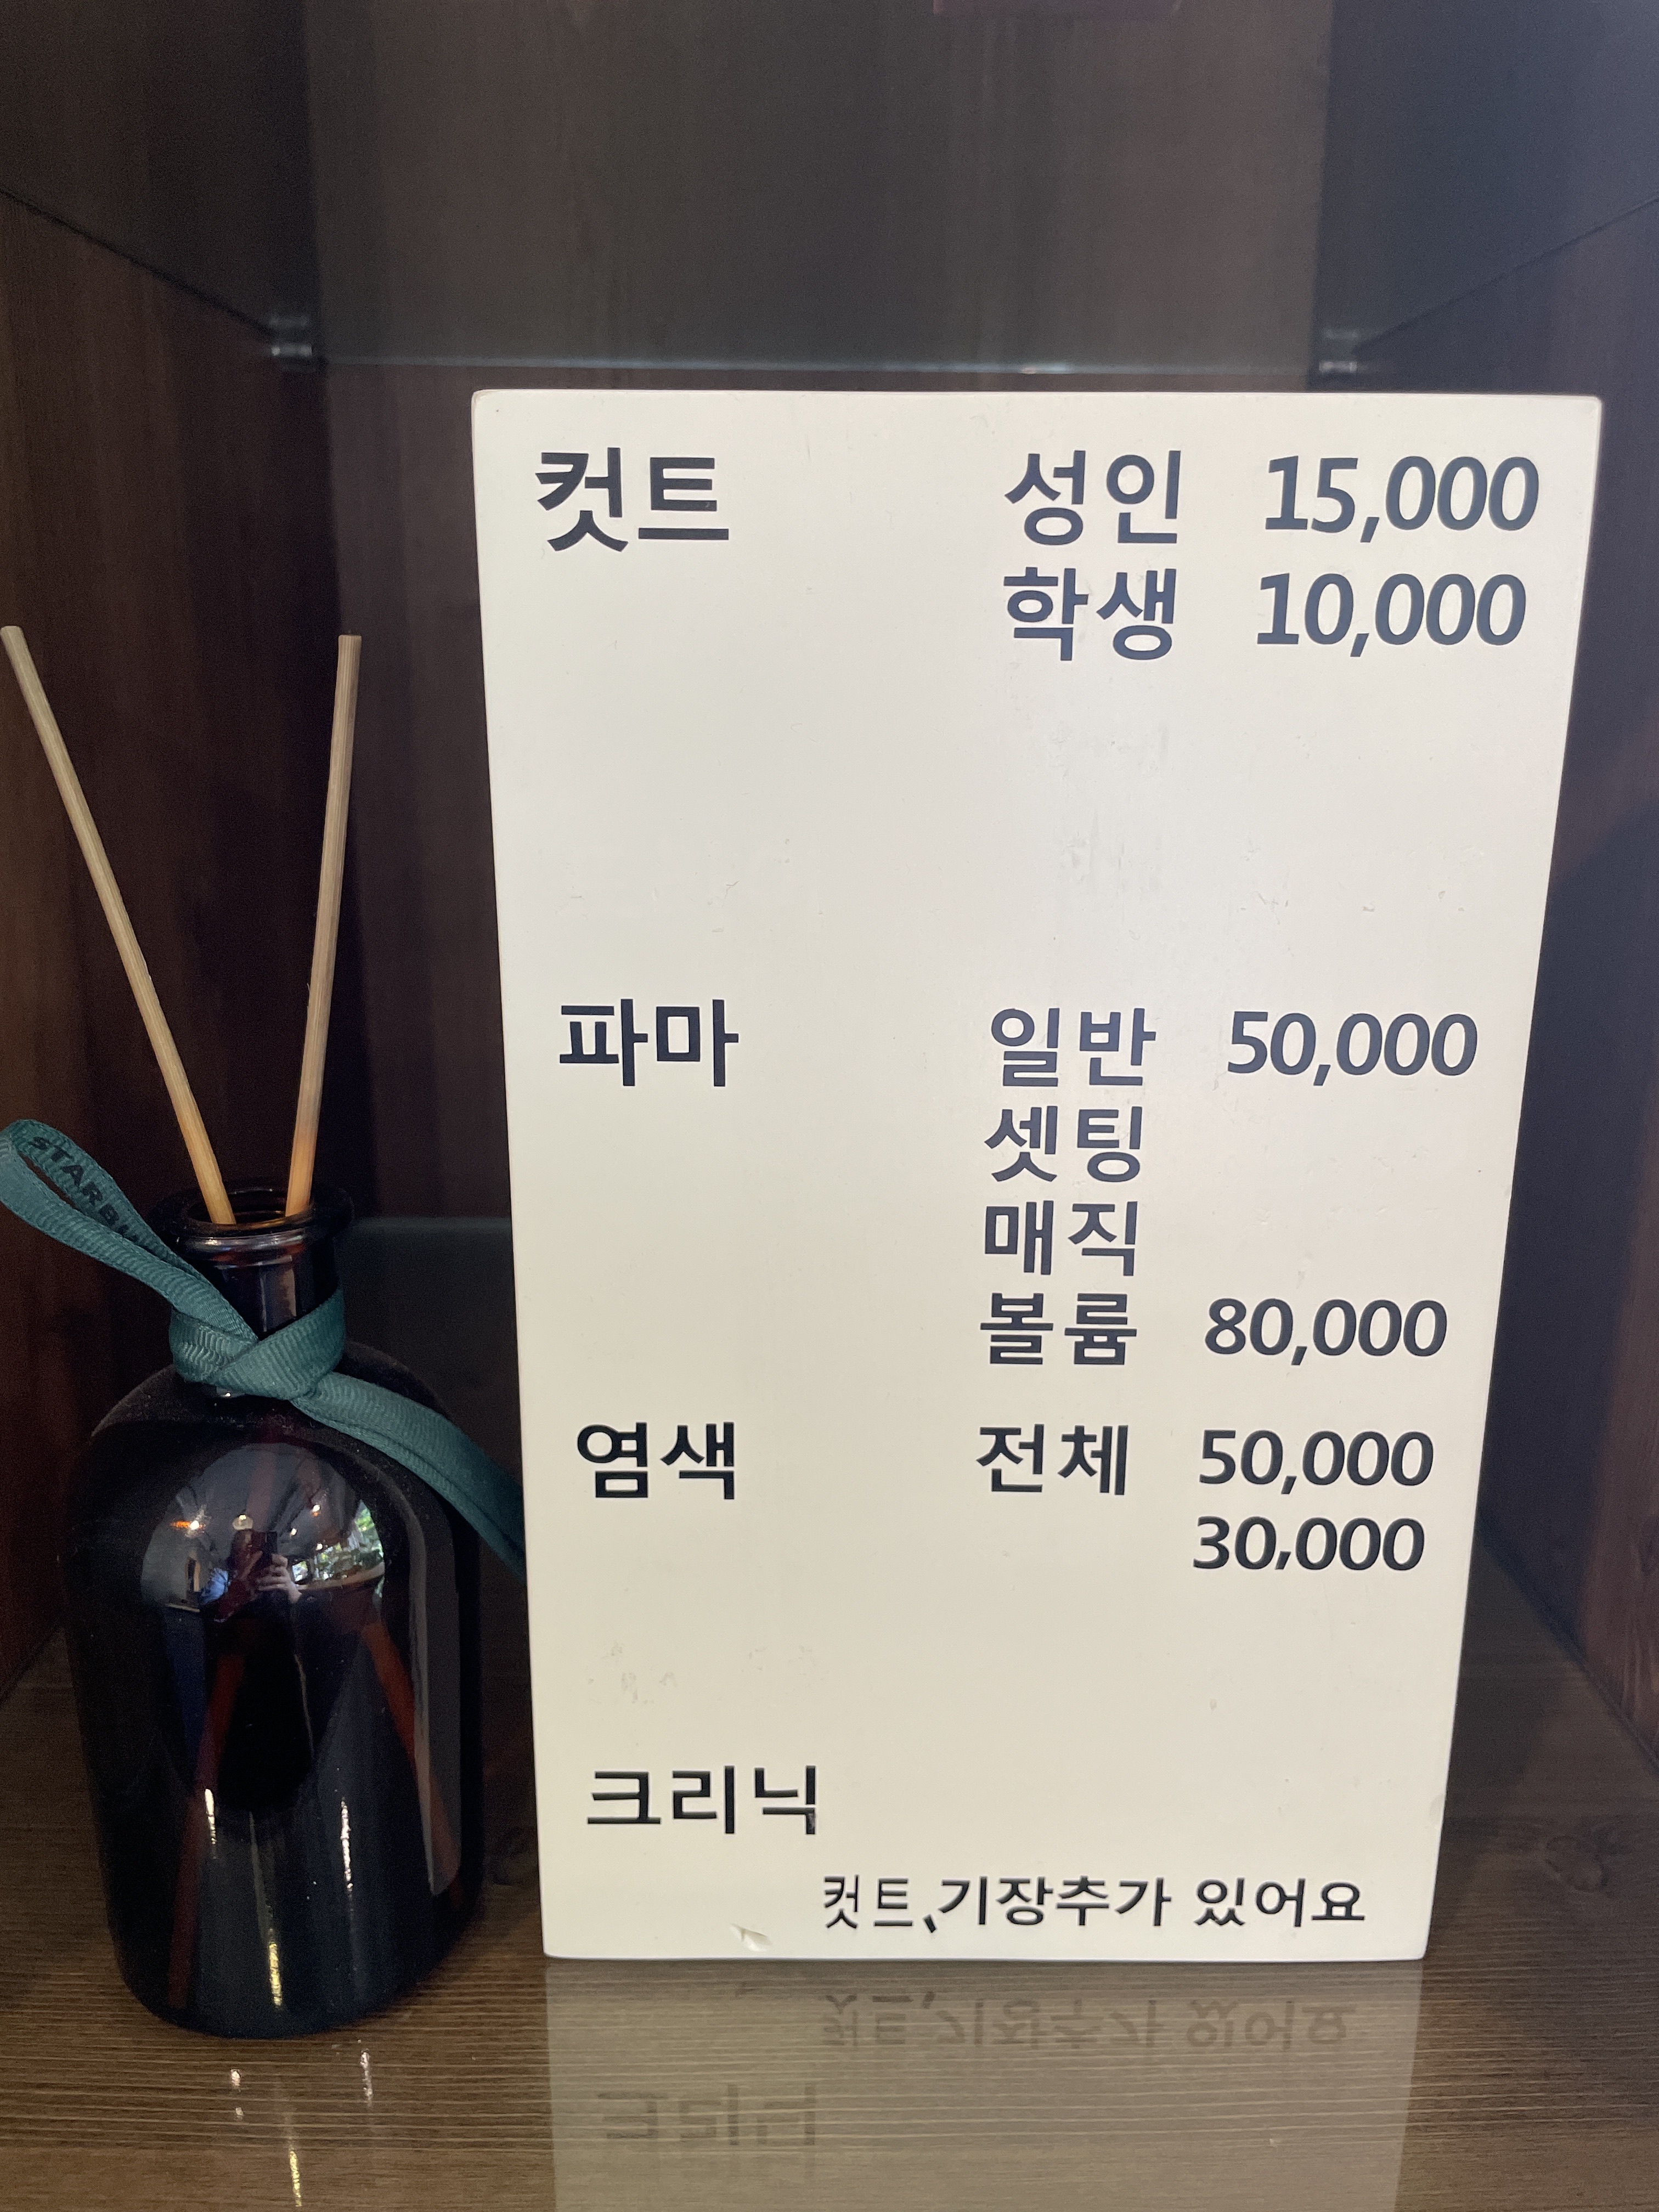 컷트 성인 15,000
학생 10,000
파마 일반 50,000
셋팅
매직
볼륨 80,000
염색 전체 50,000
30,000
크리닉
컷트,기장추가 있어요